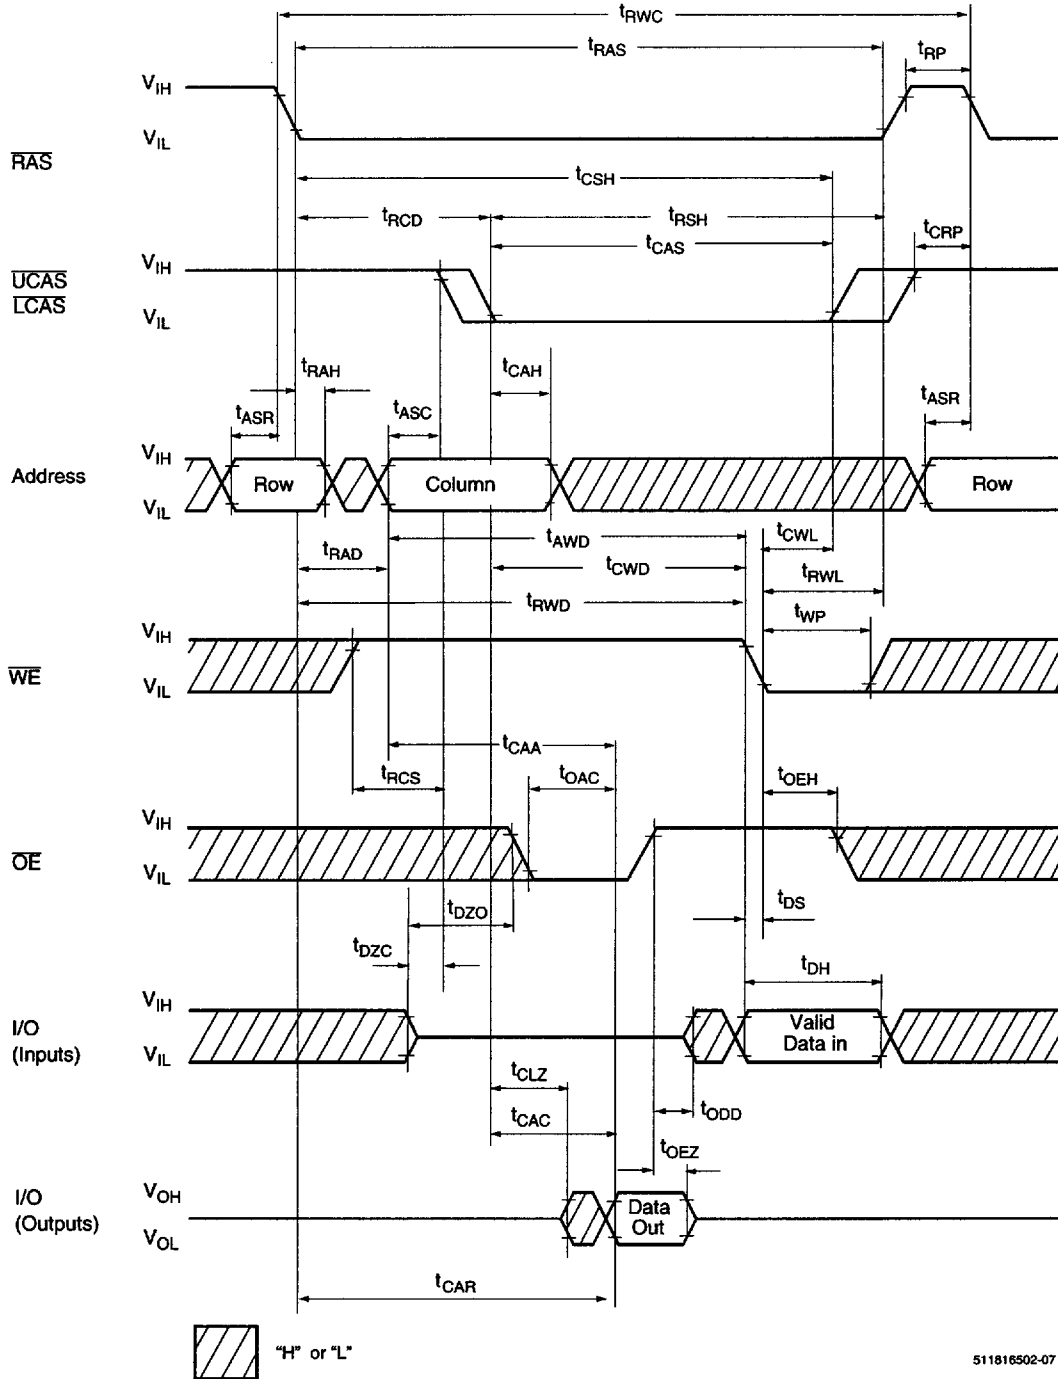 tRWC
tRAS
tRP
VIH
VIL
RAS
tCSH
tRCD
tRSH
tCRP
tCAS
VIH
UCAS
LCAS
VIL
tRAH
tCAH
tASR
tASC
tASR
VIH
Address
Row
Column
Row
VIL
tAWD
tCWL
tRAD
tCWD
tRWL
tRWD
tWP
VIH
WE
VIL
tCAA
tRCS
tOAC
tOEH
VIH
OE
VIL
tDZO
tDS
tDZC
tDH
VIH
I/O
(Inputs)
Valid
Data in
VIL
tCLZ
tODD
tCAC
tOEZ
VOH
I/O
(Outputs)
Data
Out
VOL
tCAR
"H" or "L"
511816502-07